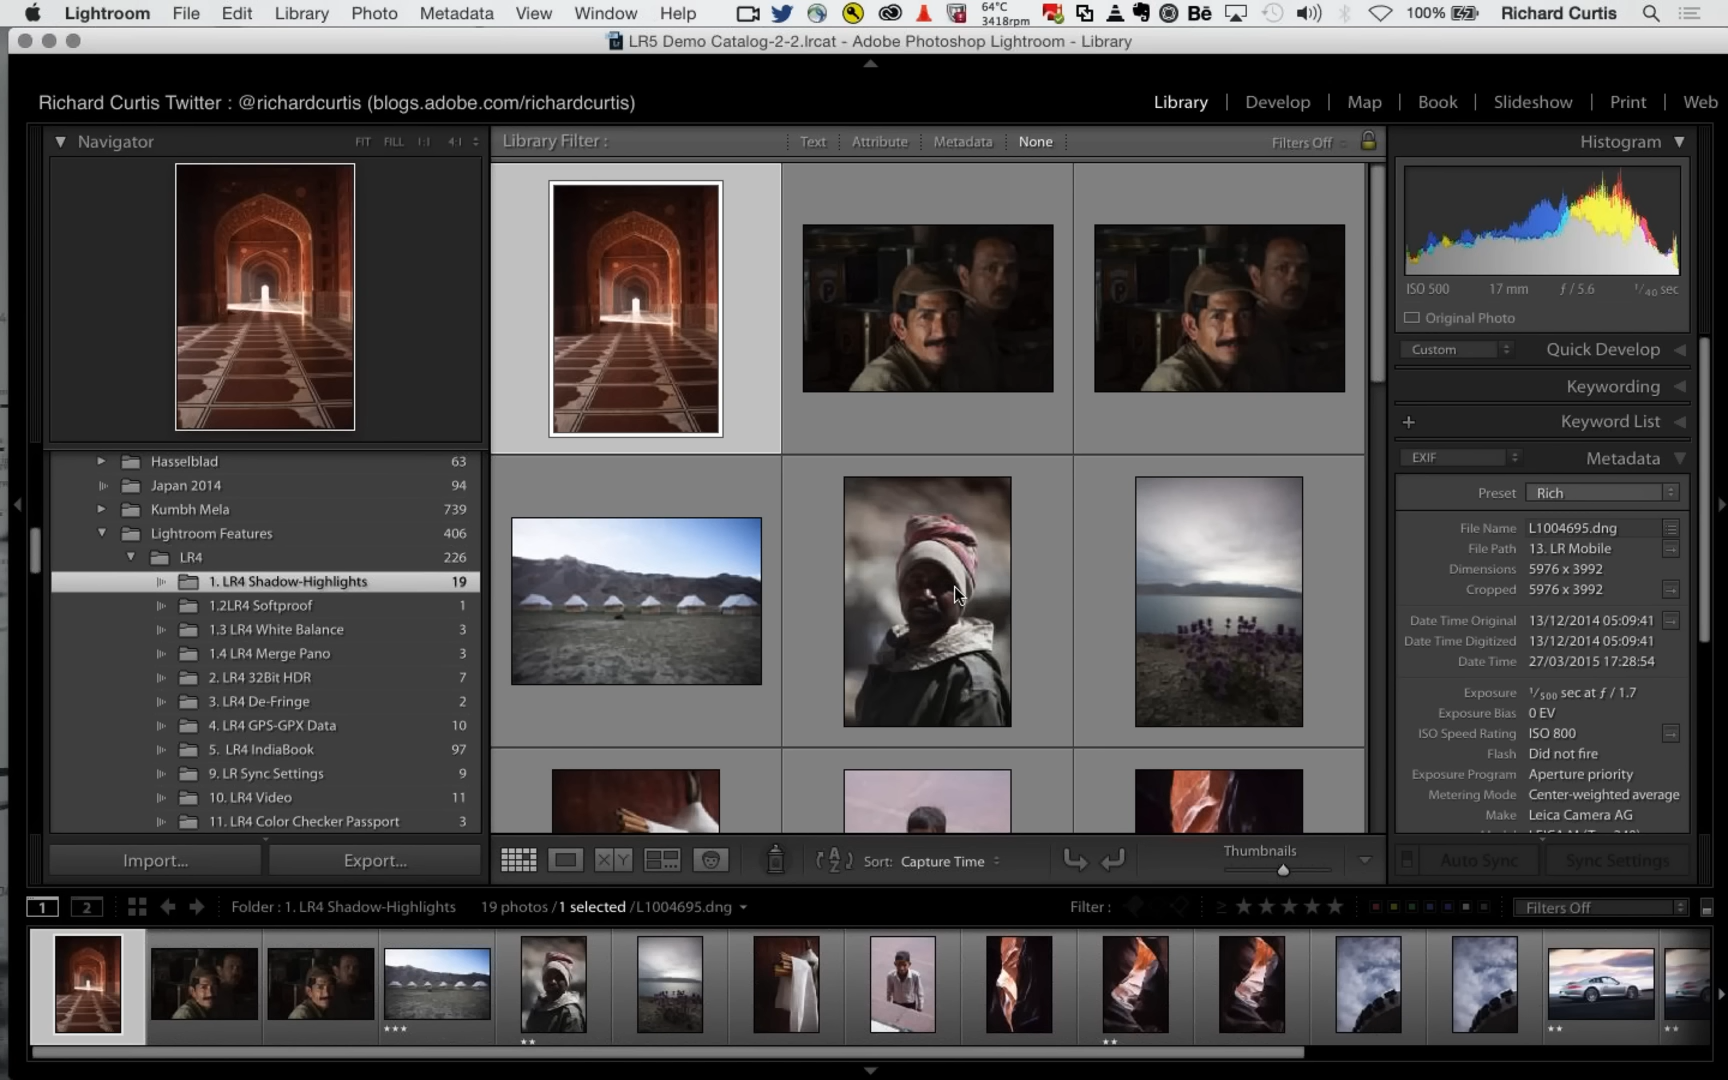 Lightroom File Edit Library Photo Metadata View Window Help 64°C 3418rpm Bē 100% Richard Curtis
LR5 Demo Catalog-2-2.lrcat - Adobe Photoshop Lightroom - Library
Richard Curtis Twitter : @richardcurtis (blogs.adobe.com/richardcurtis)
Library | Develop | Map | Book | Slideshow | Print | Web
Navigator FIT FILL 1:1 4:1
Library Filter : Text Attribute Metadata None Filters Off
Histogram
ISO 500 17 mm ƒ / 5.6 1/40 sec
Original Photo
Custom Quick Develop
Keywording
+ Keyword List
EXIF Metadata
Preset Rich
File Name L1004695.dng
File Path 13. LR Mobile
Dimensions 5976 x 3992
Cropped 5976 x 3992
Date Time Original 13/12/2014 05:09:41
Date Time Digitized 13/12/2014 05:09:41
Date Time 27/03/2015 17:28:54
Exposure 1/500 sec at ƒ / 1.7
Exposure Bias 0 EV
ISO Speed Rating ISO 800
Flash Did not fire
Exposure Program Aperture priority
Metering Mode Center-weighted average
Make Leica Camera AG
Hasselblad 63
Japan 2014 94
Kumbh Mela 739
Lightroom Features 406
LR4 226
1. LR4 Shadow-Highlights 19
1.2LR4 Softproof 1
1.3 LR4 White Balance 3
1.4 LR4 Merge Pano 3
2. LR4 32Bit HDR 7
3. LR4 De-Fringe 2
4. LR4 GPS-GPX Data 10
5. LR4 IndiaBook 97
9. LR Sync Settings 9
10. LR4 Video 11
11. LR4 Color Checker Passport 3
Import... Export...
X Y A Z Sort: Capture Time Thumbnails
Auto Sync Sync Settings
1 2 Folder : 1. LR4 Shadow-Highlights 19 photos / 1 selected / L1004695.dng Filter : ≥ ★★★★★ Filters Off